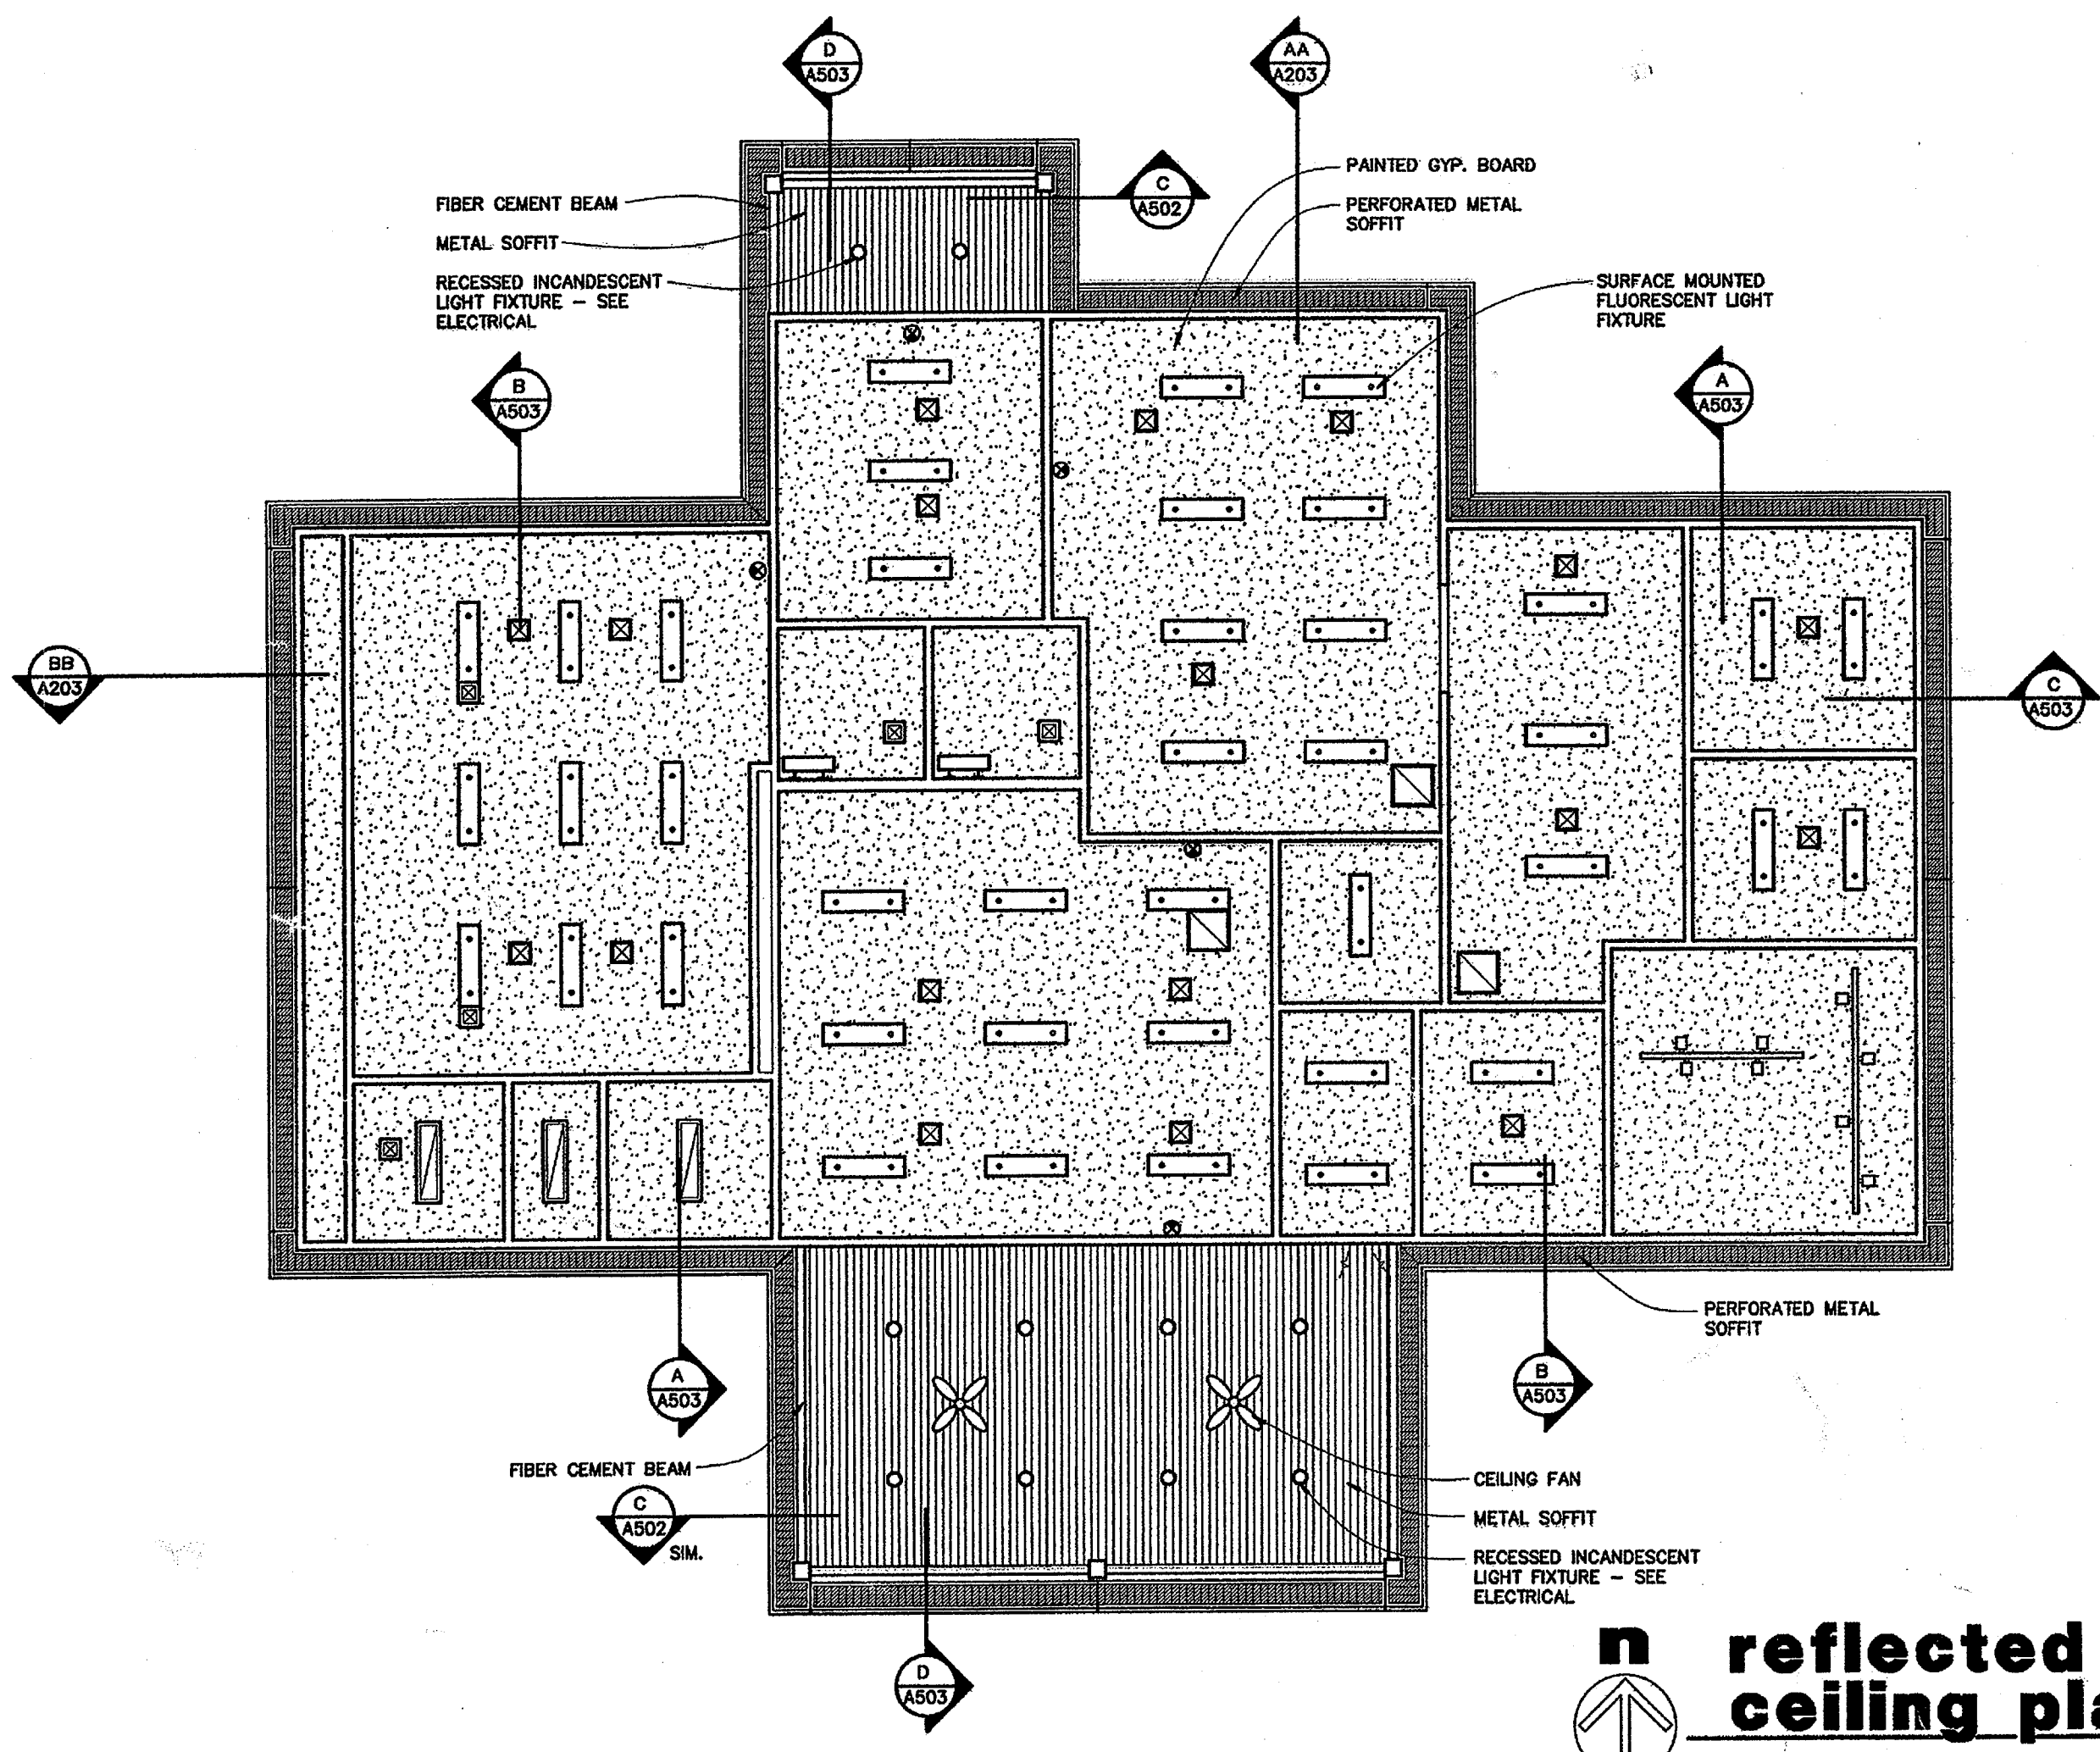 D
A503
AA
A203
PAINTED GYP. BOARD
PERFORATED METAL
SOFFIT
C
A502
FIBER CEMENT BEAM
METAL SOFFIT
RECESSED INCANDESCENT
LIGHT FIXTURE – SEE
ELECTRICAL
SURFACE MOUNTED
FLUORESCENT LIGHT
FIXTURE
B
A503
A
A503
BB
A203
C
A503
PERFORATED METAL
SOFFIT
A
A503
B
A503
FIBER CEMENT BEAM
C
A502
SIM.
CEILING FAN
METAL SOFFIT
RECESSED INCANDESCENT
LIGHT FIXTURE – SEE
ELECTRICAL
D
A503
n
reflected
ceiling pla